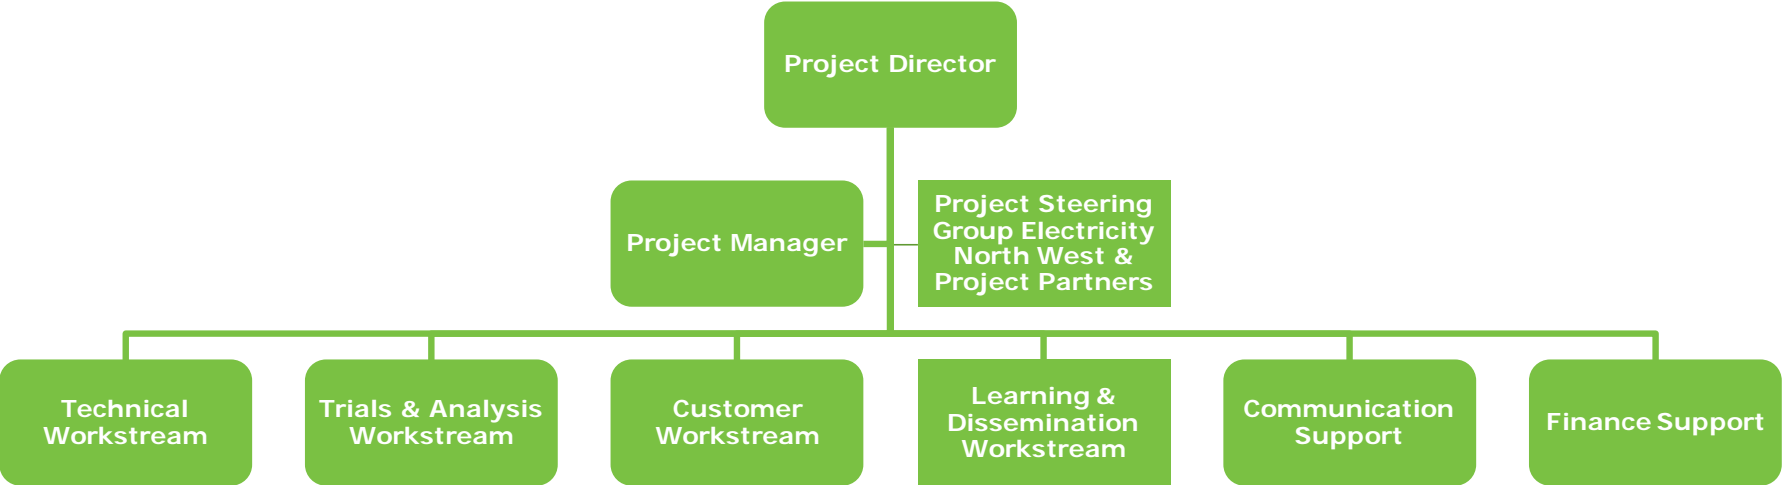 Project Director
Project Manager
Project Steering
Group Electricity
North West &
Project Partners
Technical
Workstream
Trials & Analysis
Workstream
Customer
Workstream
Learning &
Dissemination
Workstream
Communication
Support
Finance Support